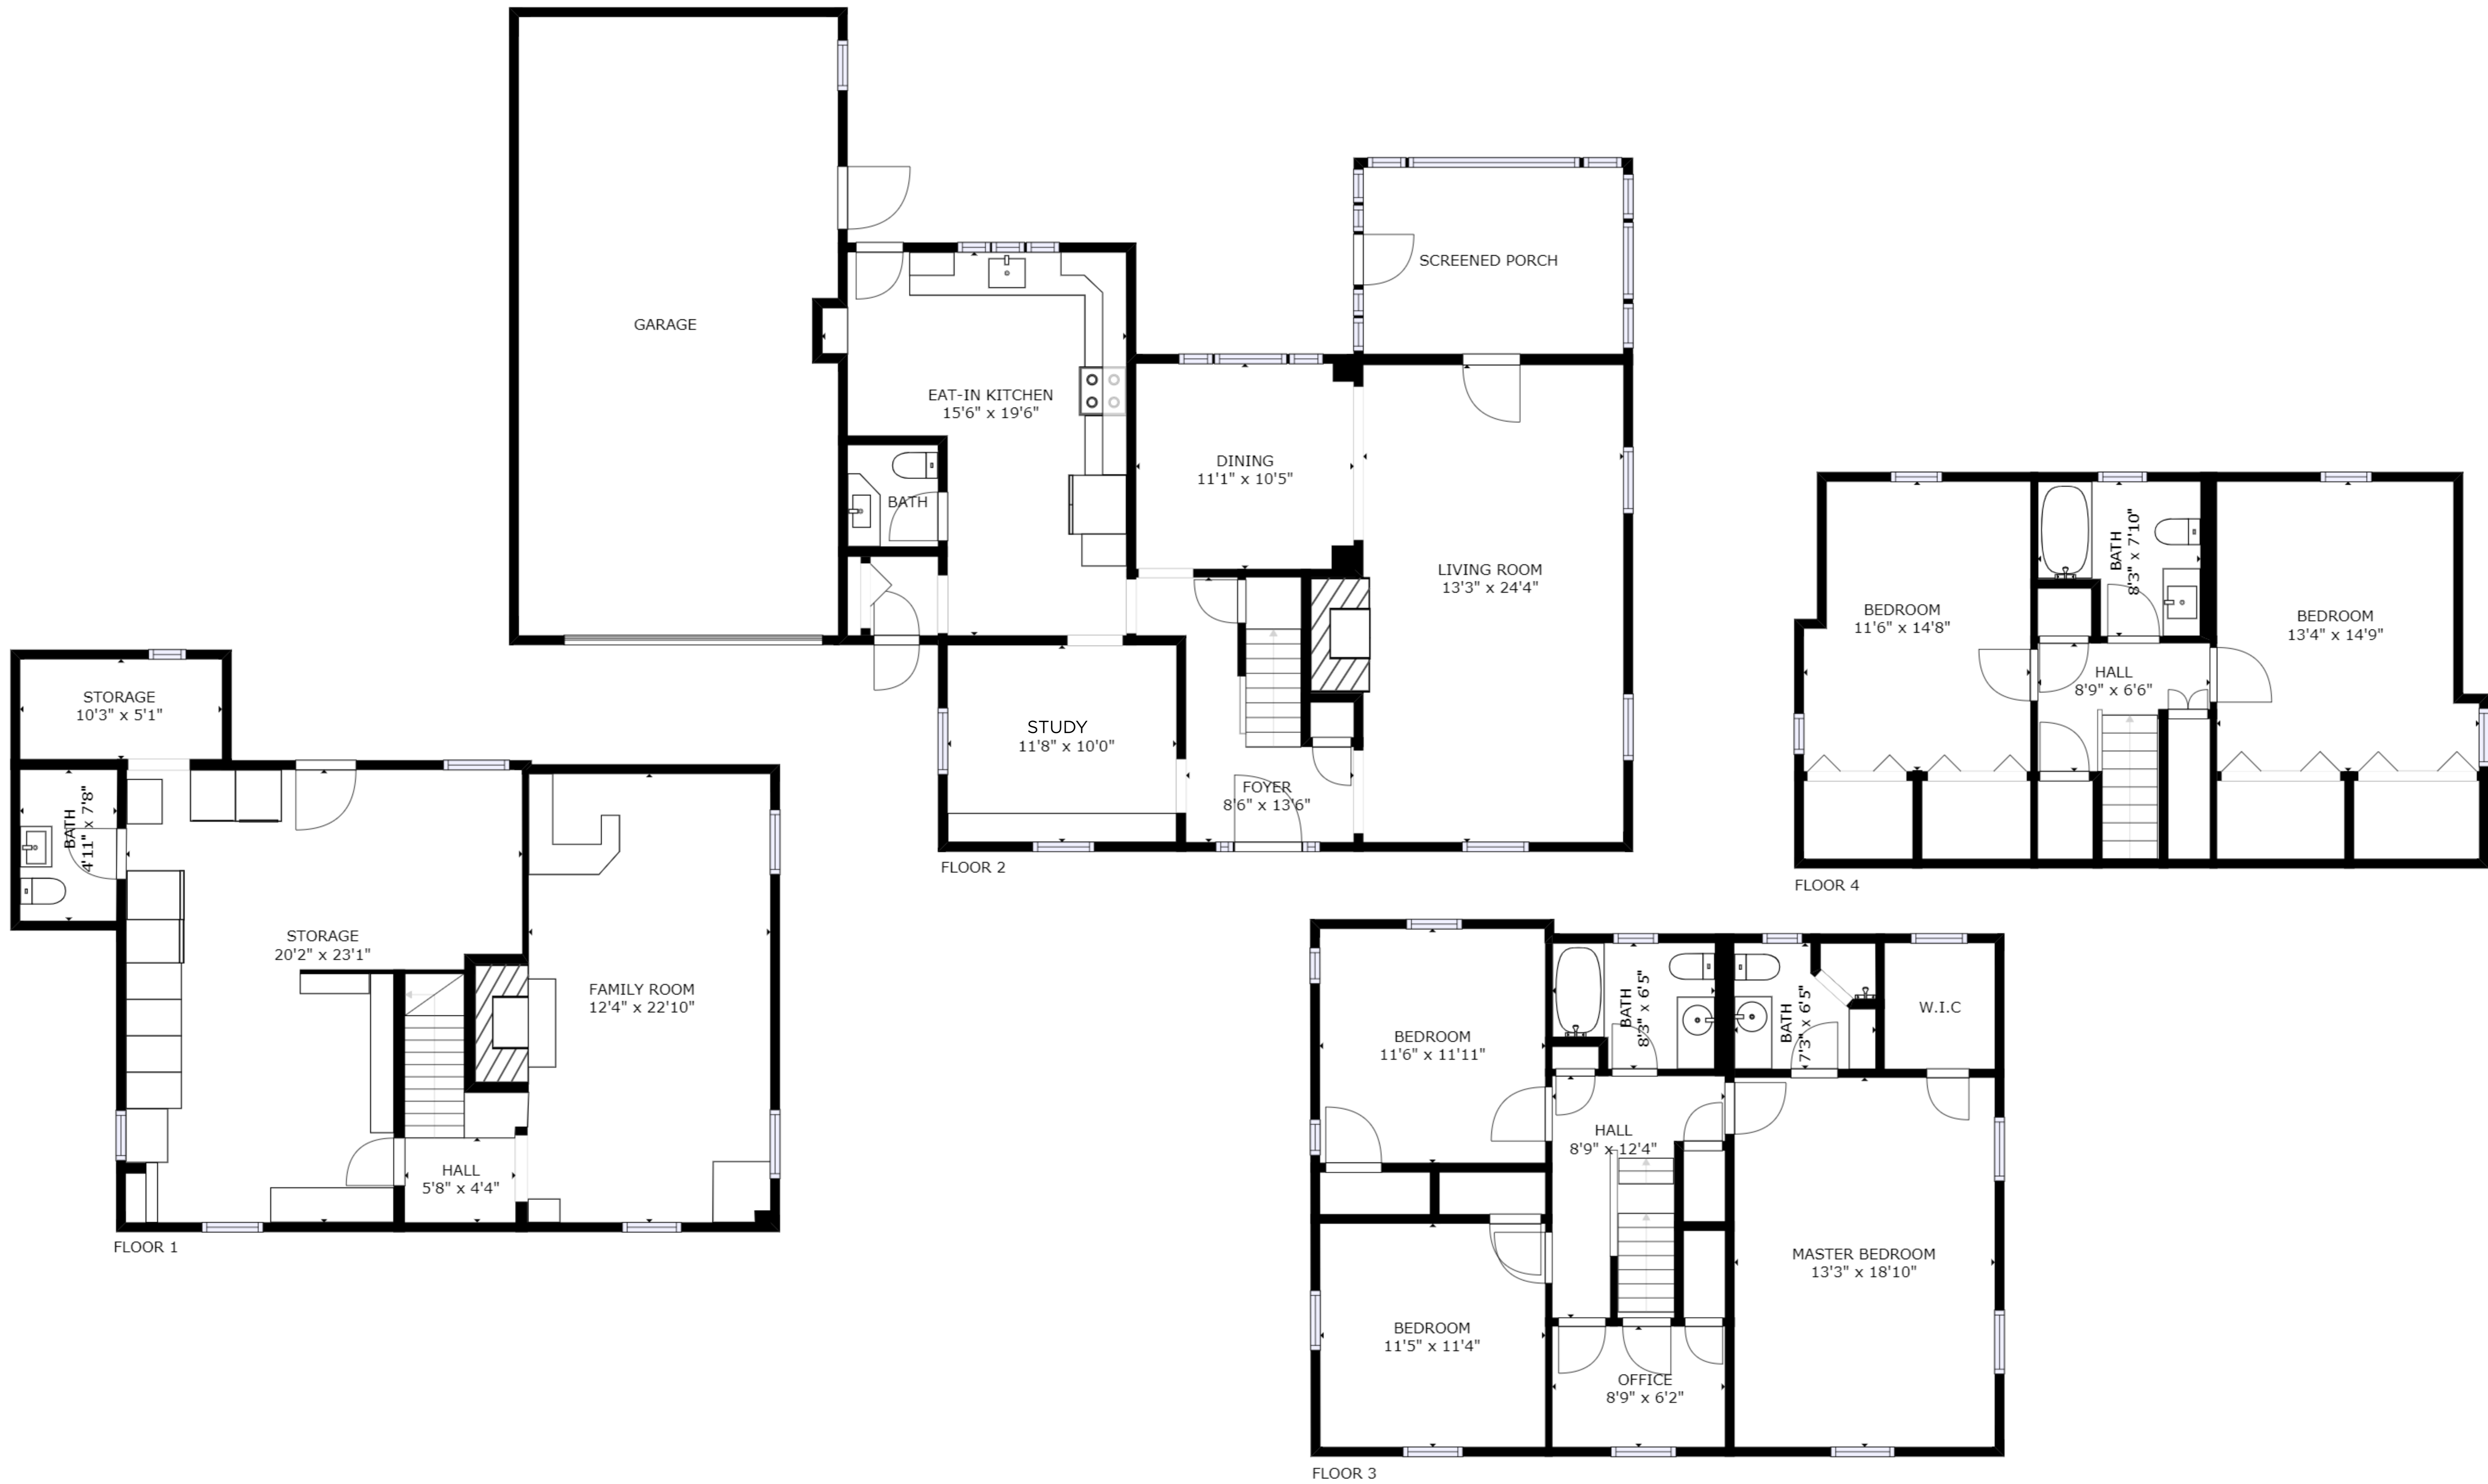 GARAGE
EAT-IN KITCHEN
15'6" x 19'6"
BATH
DINING
11'1" x 10'5"
SCREENED PORCH
LIVING ROOM
13'3" x 24'4"
STUDY
11'8" x 10'0"
FOYER
8'6" x 13'6"
FLOOR 2
STORAGE
10'3" x 5'1"
BATH
4'11" x 7'8"
STORAGE
20'2" x 23'1"
FAMILY ROOM
12'4" x 22'10"
HALL
5'8" x 4'4"
FLOOR 1
BEDROOM
11'6" x 14'8"
BATH
8'3" x 7'10"
HALL
8'9" x 6'6"
BEDROOM
13'4" x 14'9"
FLOOR 4
BEDROOM
11'6" x 11'11"
BATH
8'3" x 6'5"
BATH
7'3" x 6'5"
W.I.C
HALL
8'9" x 12'4"
MASTER BEDROOM
13'3" x 18'10"
BEDROOM
11'5" x 11'4"
OFFICE
8'9" x 6'2"
FLOOR 3